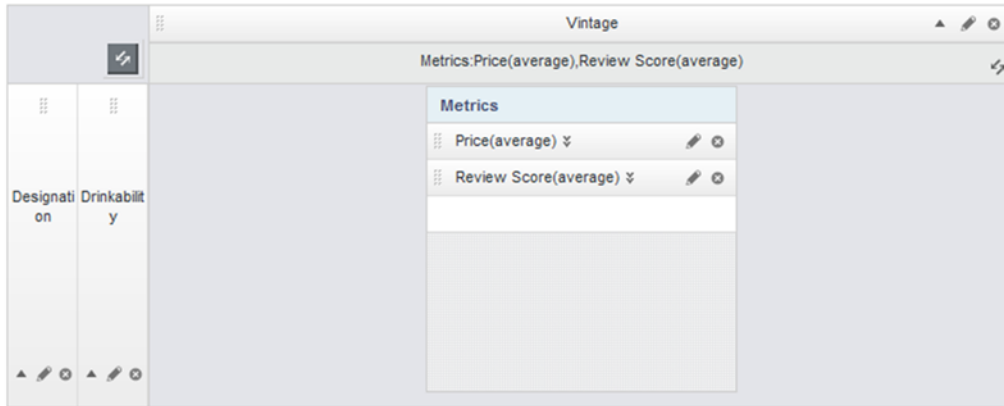 Vintage
Metrics:Price(average),Review Score(average)
Metrics
Price(average)
Review Score(average)
Designati
on
Drinkabilit
y